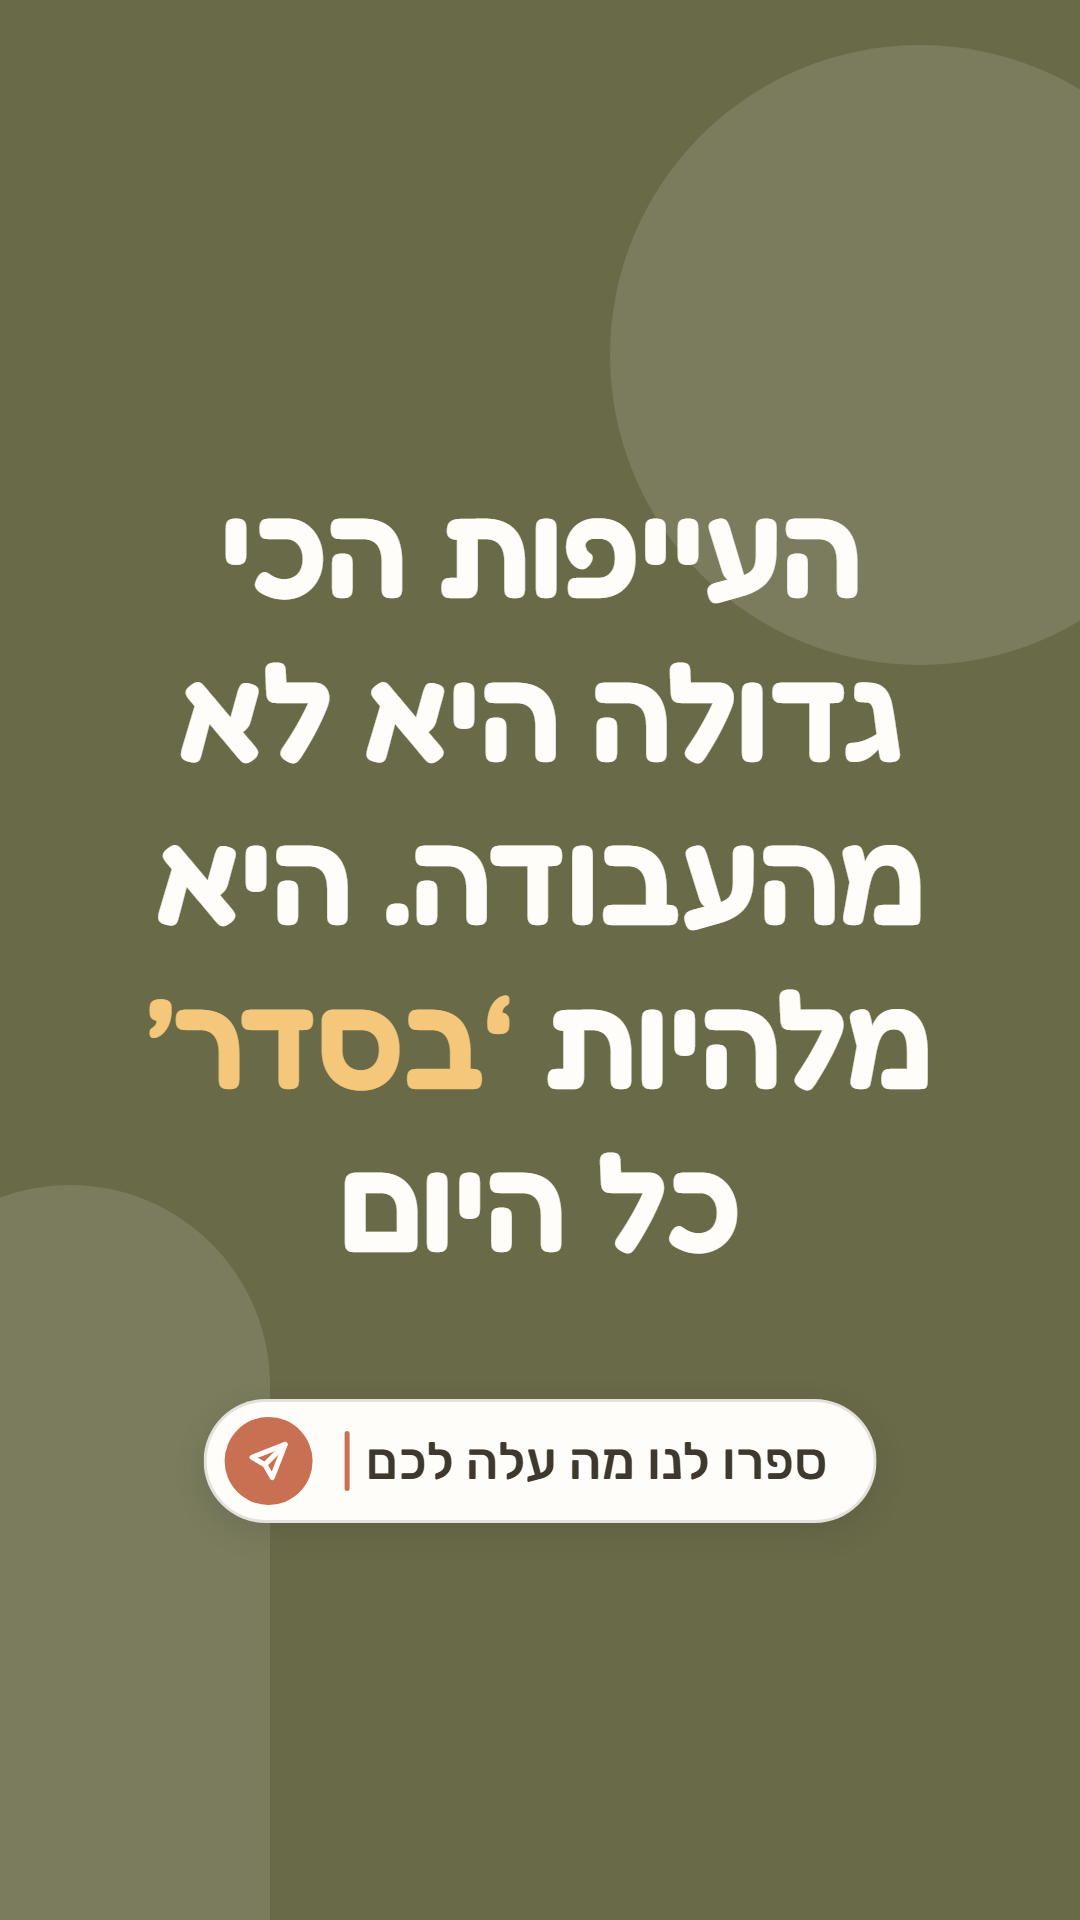 העייפות הכי
גדולה היא לא
מהעבודה. היא
מלהיות ‘בסדר’
כל היום
ספרו לנו מה עלה לכם